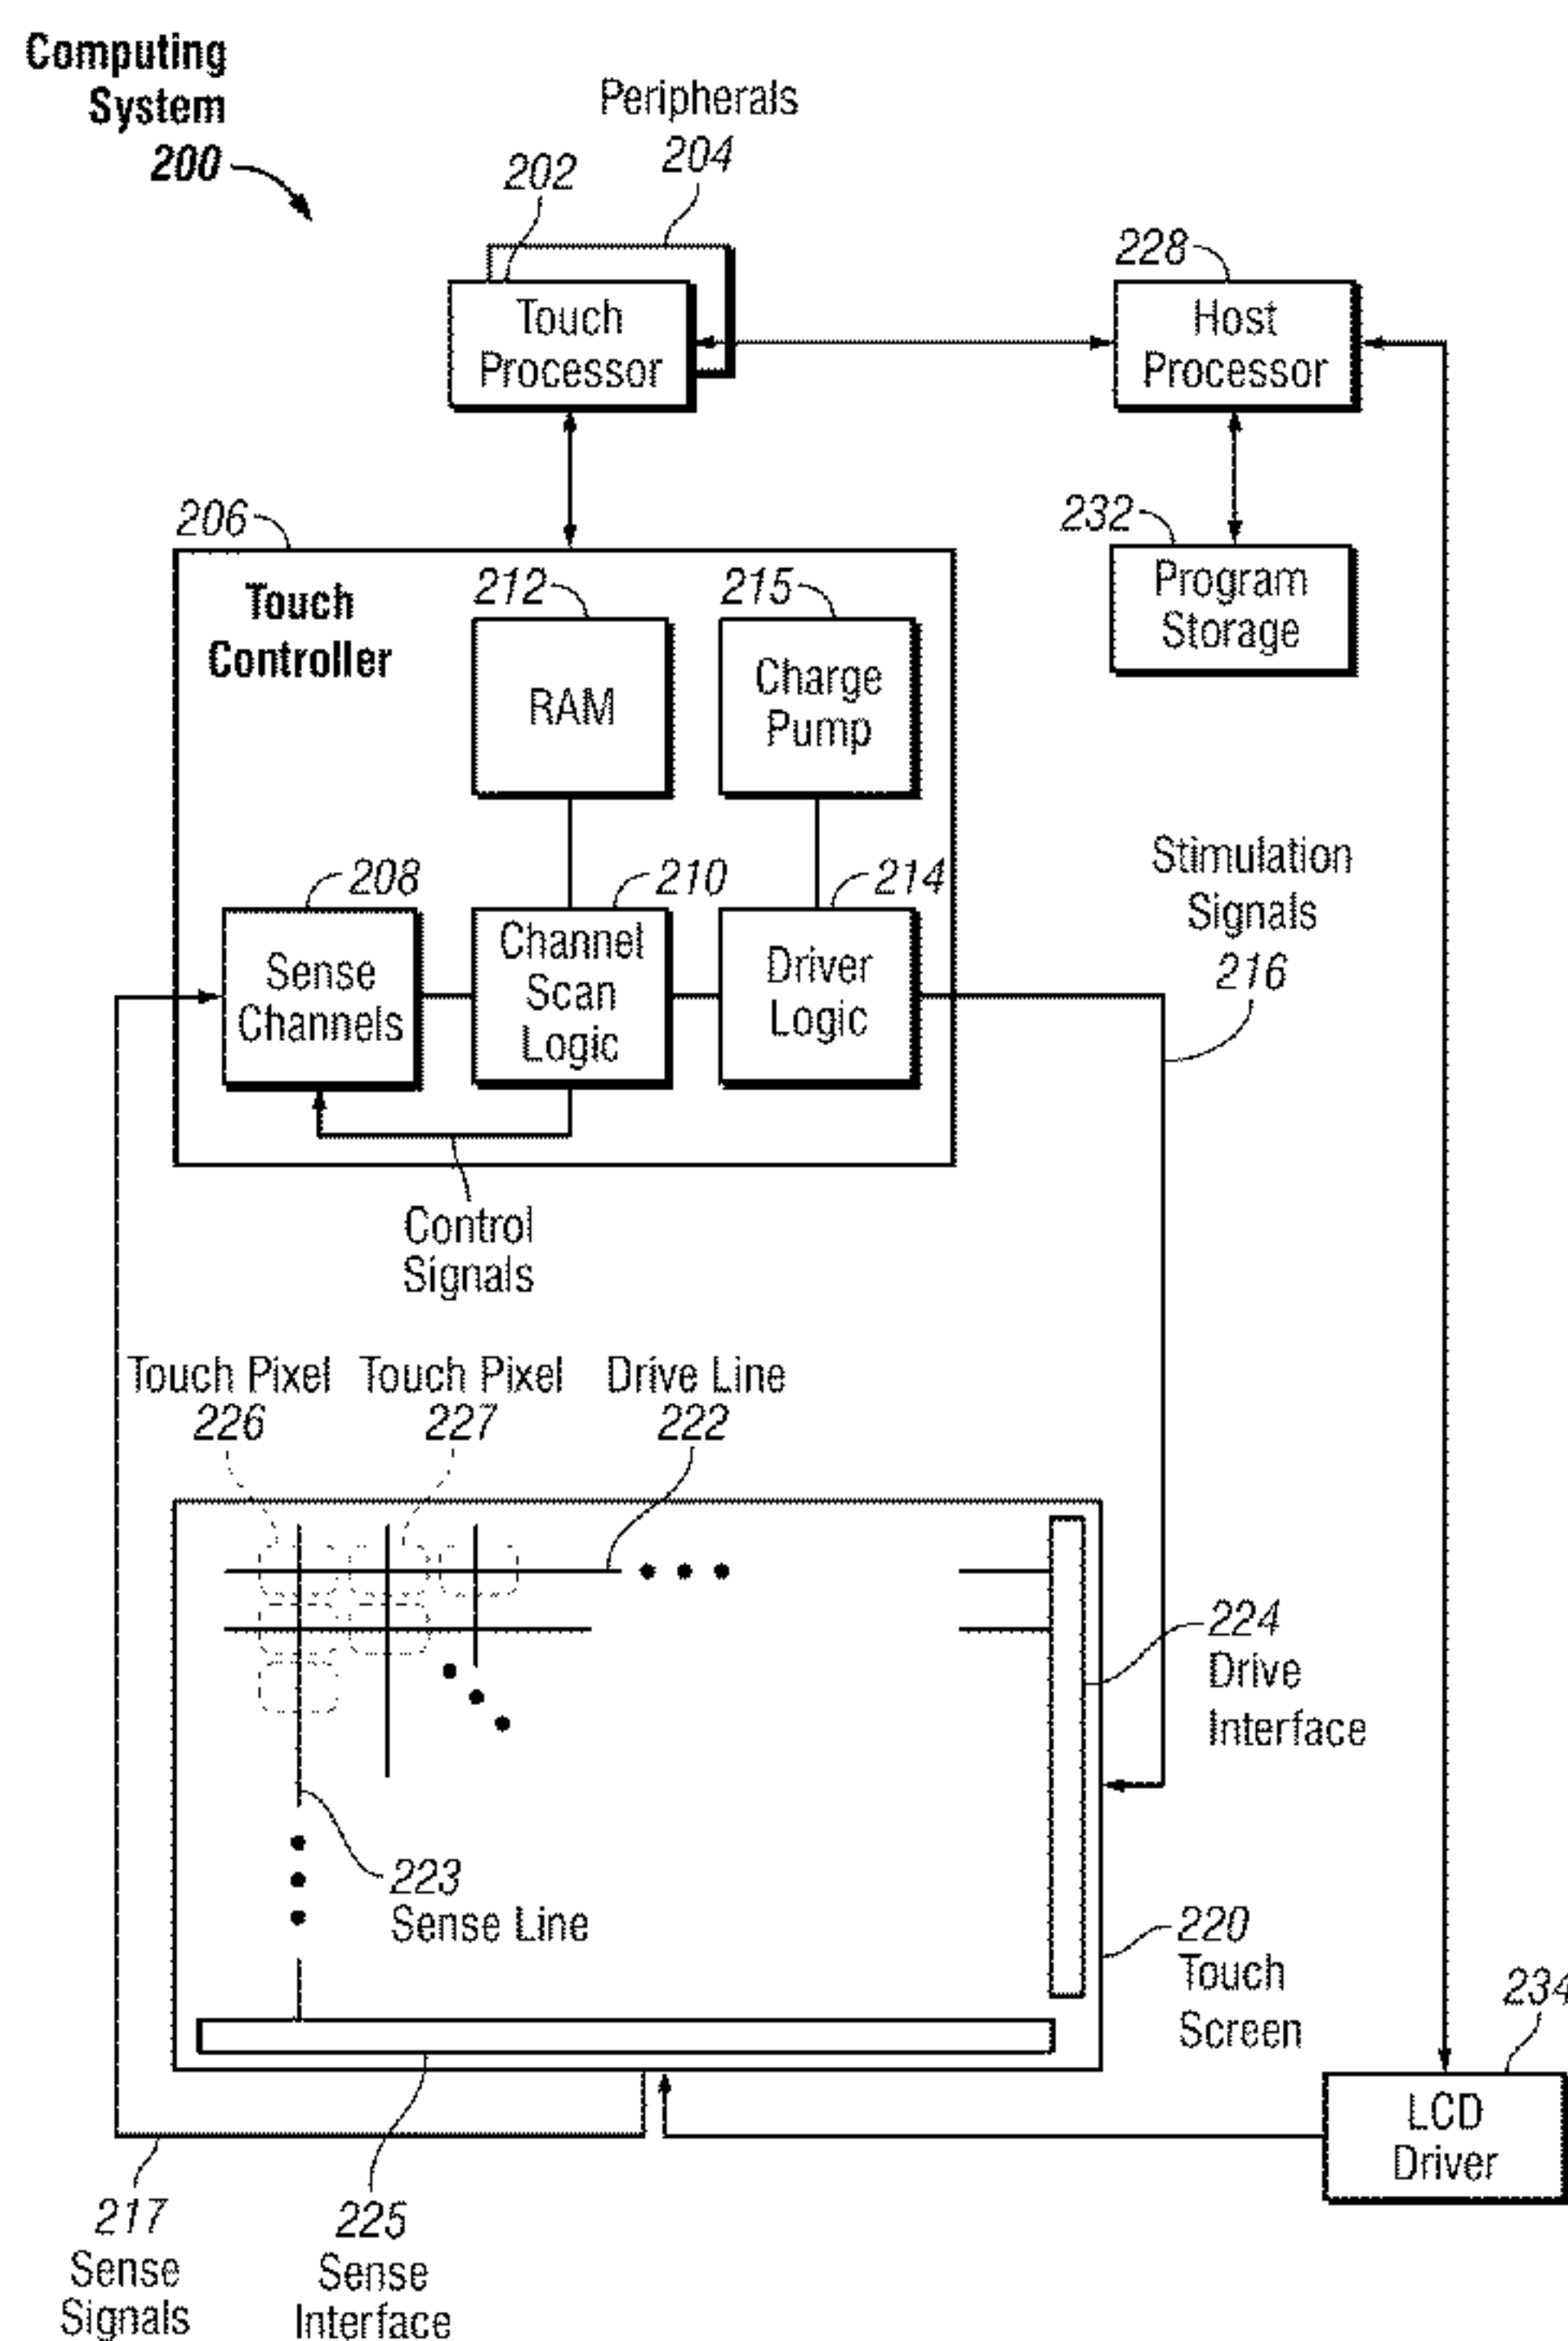 Computing
System
200
Peripherals
204
202
228
Touch
Processor
Host
Processor
206
232
Touch
Controller
212
215
Program
Storage
RAM
Charge
Pump
208
210
214
Stimulation
Signals
216
Sense
Channels
Channel
Scan
Logic
Driver
Logic
Control
Signals
Touch Pixel
226
Touch Pixel
227
Drive Line
222
224
Drive
Interface
223
Sense Line
220
Touch
Screen
234
LCD
Driver
217
Sense
Signals
225
Sense
Interface